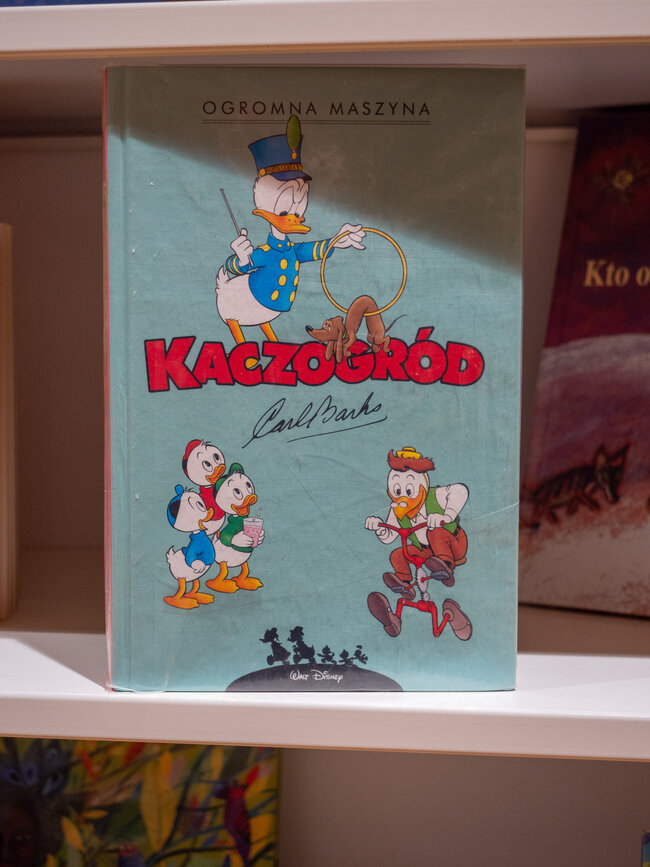 OGROMNA MASZYNA
KACZOGRÓD
Carl Barks
WALT DISNEY
Kto o